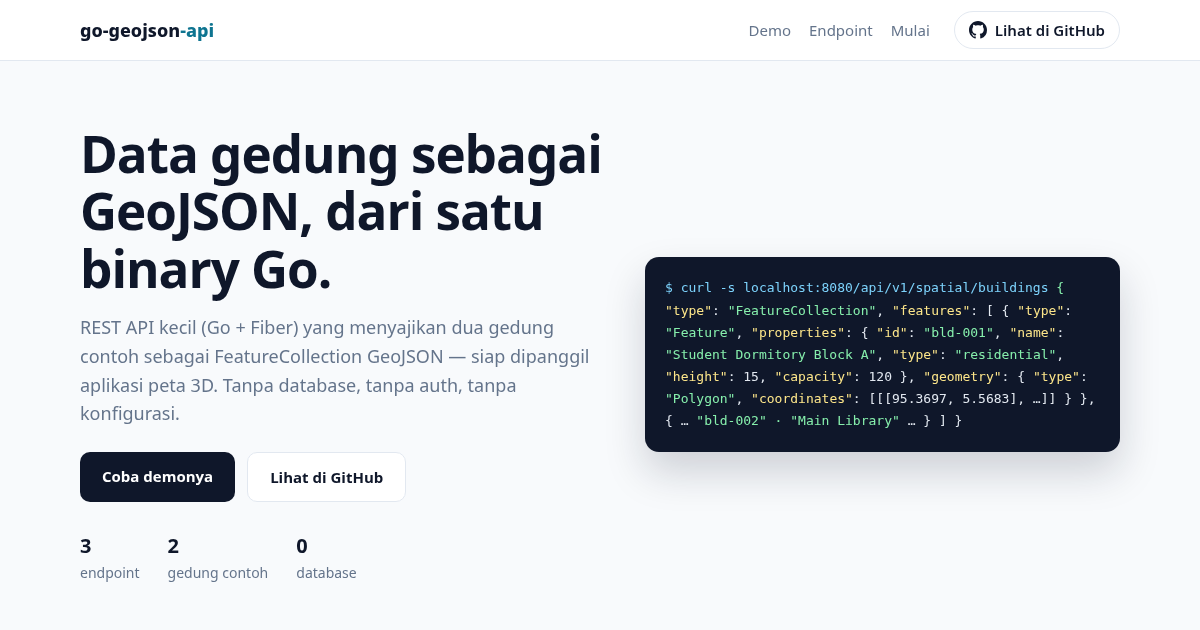 go-geojson-api
Demo
Endpoint
Mulai
Lihat di GitHub
Data gedung sebagai
GeoJSON, dari satu
binary Go.
REST API kecil (Go + Fiber) yang menyajikan dua gedung
contoh sebagai FeatureCollection GeoJSON — siap dipanggil
aplikasi peta 3D. Tanpa database, tanpa auth, tanpa
konfigurasi.
Coba demonya
Lihat di GitHub
3
endpoint
2
gedung contoh
0
database
$ curl -s localhost:8080/api/v1/spatial/buildings {
"type": "FeatureCollection", "features": [ { "type":
"Feature", "properties": { "id": "bld-001", "name":
"Student Dormitory Block A", "type": "residential",
"height": 15, "capacity": 120 }, "geometry": { "type":
"Polygon", "coordinates": [[[95.3697, 5.5683], …]] } },
{ … "bld-002" · "Main Library" … } ] }